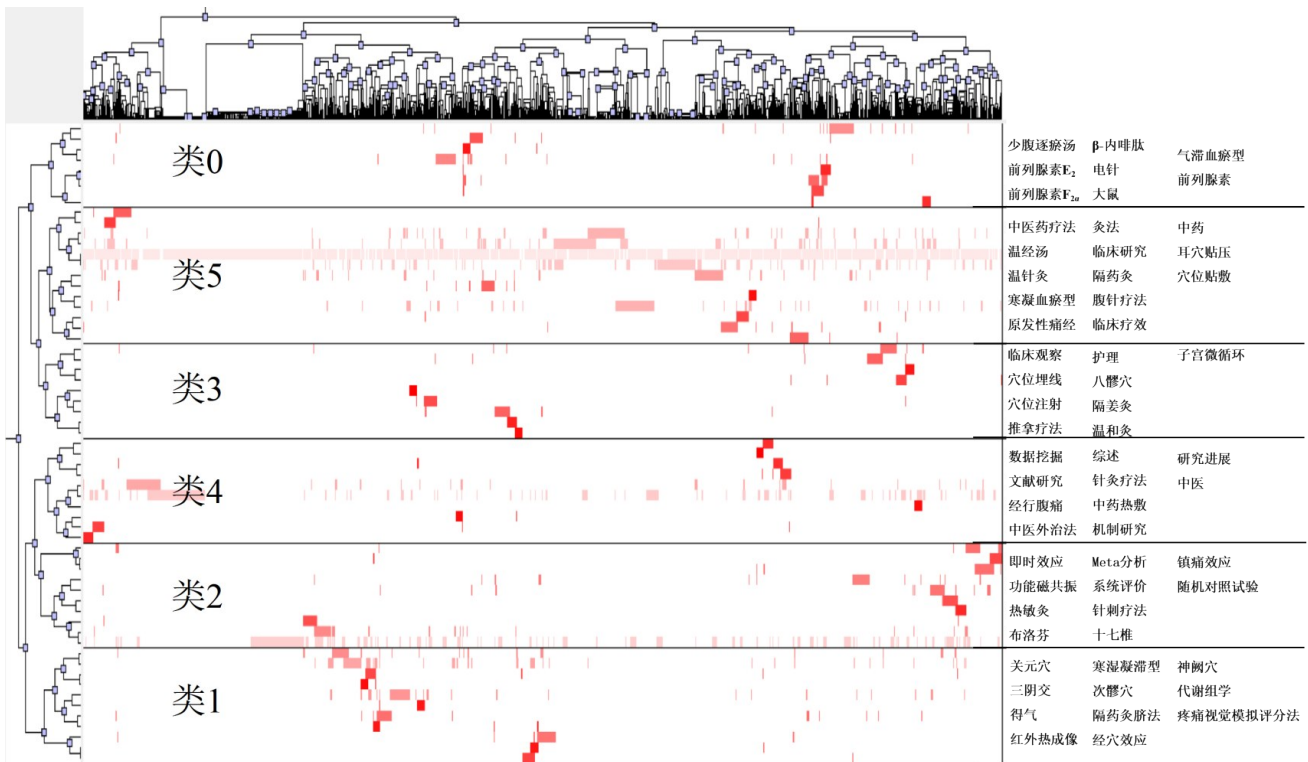 类0
少腹逐瘀汤 β-内啡肽 气滞血瘀型
前列腺素E₂ 电针 前列腺素
前列腺素F₂α 大鼠
类5
中医药疗法 灸法 中药
温经汤 临床研究 耳穴贴压
温针灸 隔药灸 穴位贴敷
寒凝血瘀型 腹针疗法
原发性痛经 临床疗效
类3
临床观察 护理 子宫微循环
穴位埋线 八髎穴
穴位注射 隔姜灸
推拿疗法 温和灸
类4
数据挖掘 综述 研究进展
文献研究 针灸疗法 中医
经行腹痛 中药热敷
中医外治法 机制研究
类2
即时效应 Meta分析 镇痛效应
功能磁共振 系统评价 随机对照试验
热敏灸 针刺疗法
布洛芬 十七椎
类1
关元穴 寒湿凝滞型 神阙穴
三阴交 次髎穴 代谢组学
得气 隔药灸脐法 疼痛视觉模拟评分法
红外热成像 经穴效应